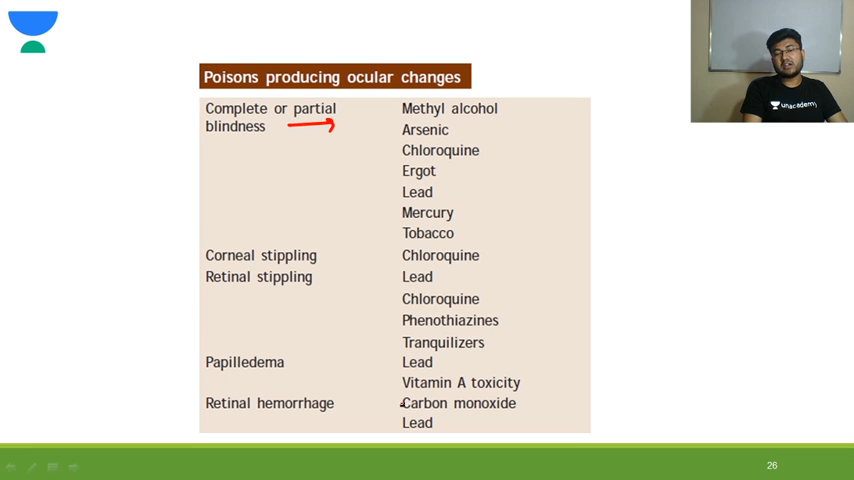 Poisons producing ocular changes
Complete or partial Methyl alcohol
blindness Arsenic
Chloroquine
Ergot
Lead
Mercury
Tobacco
Corneal stippling Chloroquine
Retinal stippling Lead
Chloroquine
Phenothiazines
Tranquilizers
Papilledema Lead
Vitamin A toxicity
Retinal hemorrhage Carbon monoxide
Lead
unacademy
26